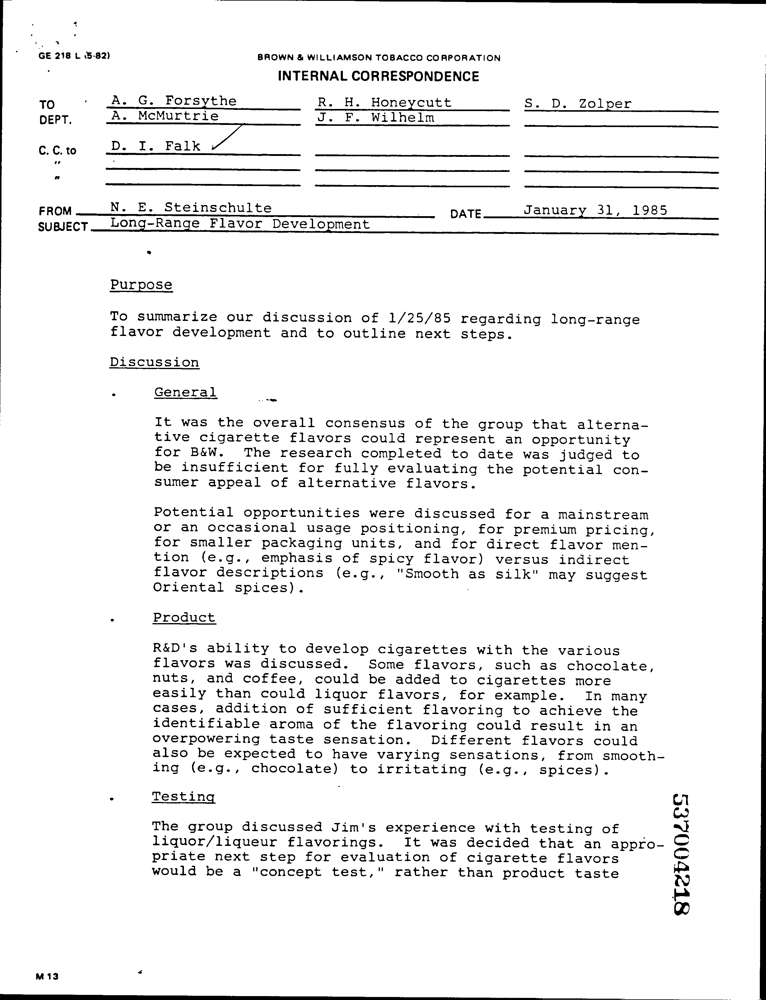 GE 218 L (5-82)
BROWN & WILLIAMSON TOBACCO CORPORATION
INTERNAL CORRESPONDENCE
TO A. G. Forsythe R. H. Honeycutt S. D. Zolper
DEPT. A. McMurtrie J. F. Wilhelm
C. C. to D. I. Falk
"
"
FROM N. E. Steinschulte DATE January 31, 1985
SUBJECT Long-Range Flavor Development
Purpose
To summarize our discussion of 1/25/85 regarding long-range
flavor development and to outline next steps.
Discussion
. General
It was the overall consensus of the group that alterna-
tive cigarette flavors could represent an opportunity
for B&W. The research completed to date was judged to
be insufficient for fully evaluating the potential con-
sumer appeal of alternative flavors.
Potential opportunities were discussed for a mainstream
or an occasional usage positioning, for premium pricing,
for smaller packaging units, and for direct flavor men-
tion (e.g., emphasis of spicy flavor) versus indirect
flavor descriptions (e.g., "Smooth as silk" may suggest
Oriental spices).
. Product
R&D's ability to develop cigarettes with the various
flavors was discussed. Some flavors, such as chocolate,
nuts, and coffee, could be added to cigarettes more
easily than could liquor flavors, for example. In many
cases, addition of sufficient flavoring to achieve the
identifiable aroma of the flavoring could result in an
overpowering taste sensation. Different flavors could
also be expected to have varying sensations, from smooth-
ing (e.g., chocolate) to irritating (e.g., spices).
. Testing
The group discussed Jim's experience with testing of
liquor/liqueur flavorings. It was decided that an appro-
priate next step for evaluation of cigarette flavors
would be a "concept test," rather than product taste
537004218
M 13